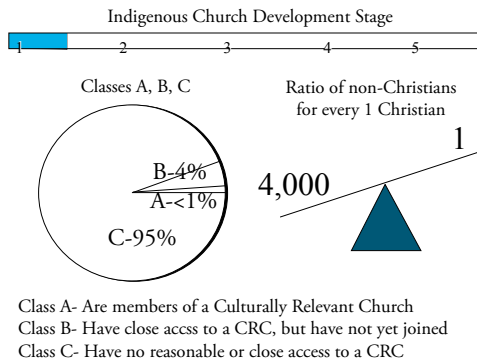 Indigenous Church Development Stage
1 2 3 4 5
Classes A, B, C
B-4%
A-<1%
C-95%
Ratio of non-Christians
for every 1 Christian
1
4,000
Class A- Are members of a Culturally Relevant Church
Class B- Have close accss to a CRC, but have not yet joined
Class C- Have no reasonable or close access to a CRC